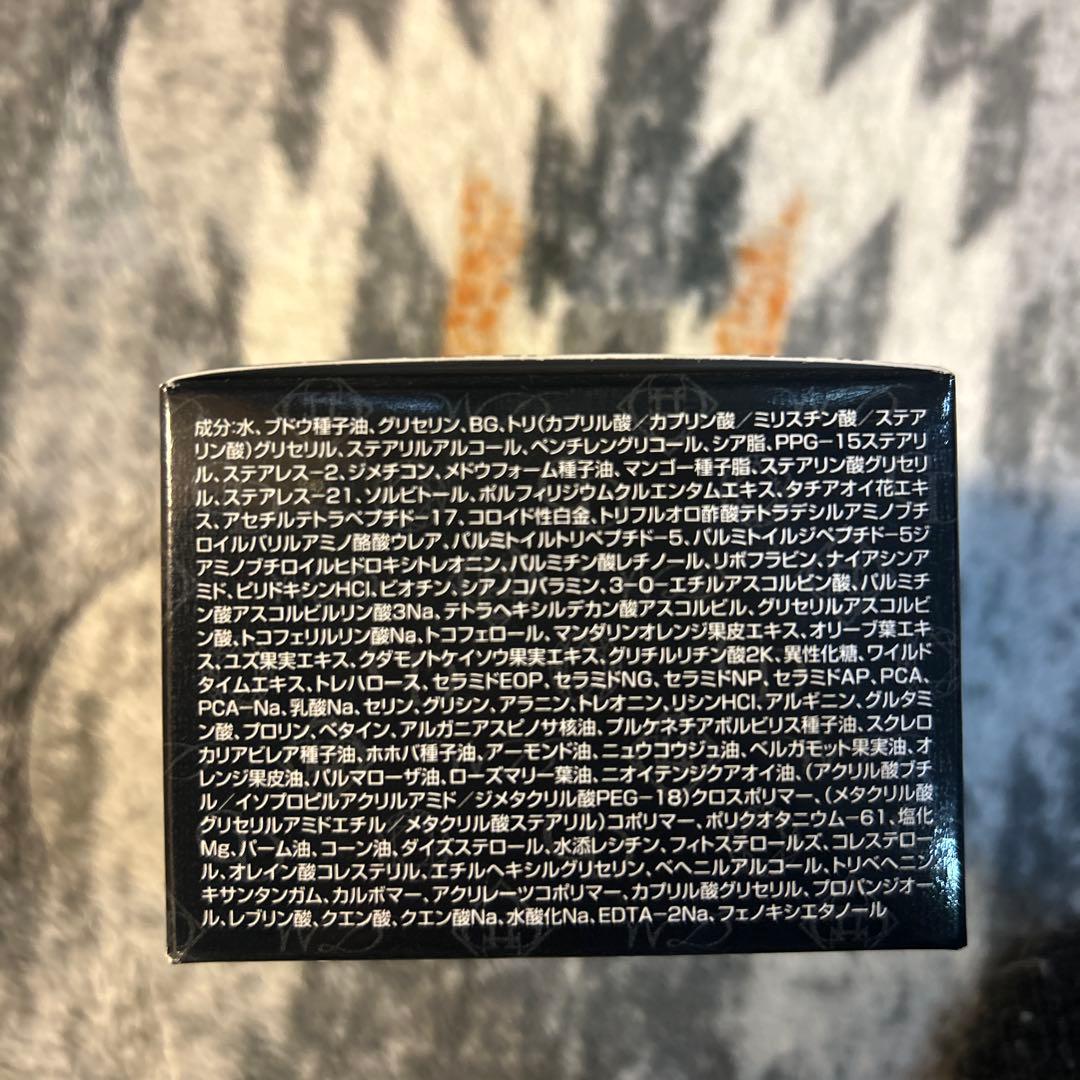 成分:水、ブドウ種子油、グリセリン、BG、トリ(カプリル酸/カプリン酸/ミリスチン酸/ステア
リン酸)グリセリル、ステアリルアルコール、ペンチレングリコール、シア脂、PPG-15ステアリ
ル、ステアレス-2、ジメチコン、メドウフォーム種子油、マンゴー種子脂、ステアリン酸グリセリ
ル、ステアレス-21、ソルビトール、ポルフィリジウムクルエンタムエキス、タチアオイ花エキ
ス、アセチルテトラペプチド-17、コロイド性白金、トリフルオロ酢酸テトラデシルアミノブチ
ロイルバリルアミノ酪酸ウレア、パルミトイルトリペプチド-5、パルミトイルジペプチド-5ジ
アミノブチロイルヒドロキシトレオニン、パルミチン酸レチノール、リボフラビン、ナイアシンア
ミド、ピリドキシンHCl、ビオチン、シアノコバラミン、3-O-エチルアスコルビン酸、パルミチ
ン酸アスコルビルリン酸3Na、テトラヘキシルデカン酸アスコルビル、グリセリルアスコルビ
ン酸、トコフェリルリン酸Na、トコフェロール、マンダリンオレンジ果皮エキス、オリーブ葉エキ
ス、ユズ果実エキス、クダモノトケイソウ果実エキス、グリチルリチン酸2K、異性化糖、ワイルド
タイムエキス、トレハロース、セラミドEOP、セラミドNG、セラミドNP、セラミドAP、PCA、
PCA-Na、乳酸Na、セリン、グリシン、アラニン、トレオニン、リシンHCl、アルギニン、グルタミ
ン酸、プロリン、ベタイン、アルガニアスピノサ核油、プルケネチアボルビリス種子油、スクレロ
カリアビレア種子油、ホホバ種子油、アーモンド油、ニュウコウジュ油、ベルガモット果実油、オ
レンジ果皮油、パルマローザ油、ローズマリー葉油、ニオイテンジクアオイ油、(アクリル酸ブチ
ル/イソプロピルアクリルアミド/ジメタクリル酸PEG-18)クロスポリマー、(メタクリル酸
グリセリルアミドエチル/メタクリル酸ステアリル)コポリマー、ポリクオタニウム-61、塩化
Mg、パーム油、コーン油、ダイズステロール、水添レシチン、フィトステロールズ、コレステロー
ル、オレイン酸コレステリル、エチルヘキシルグリセリン、ベヘニルアルコール、トリベヘニン、
キサンタンガム、カルボマー、アクリレーツコポリマー、カプリル酸グリセリル、プロパンジオー
ル、レブリン酸、クエン酸、クエン酸Na、水酸化Na、EDTA-2Na、フェノキシエタノール